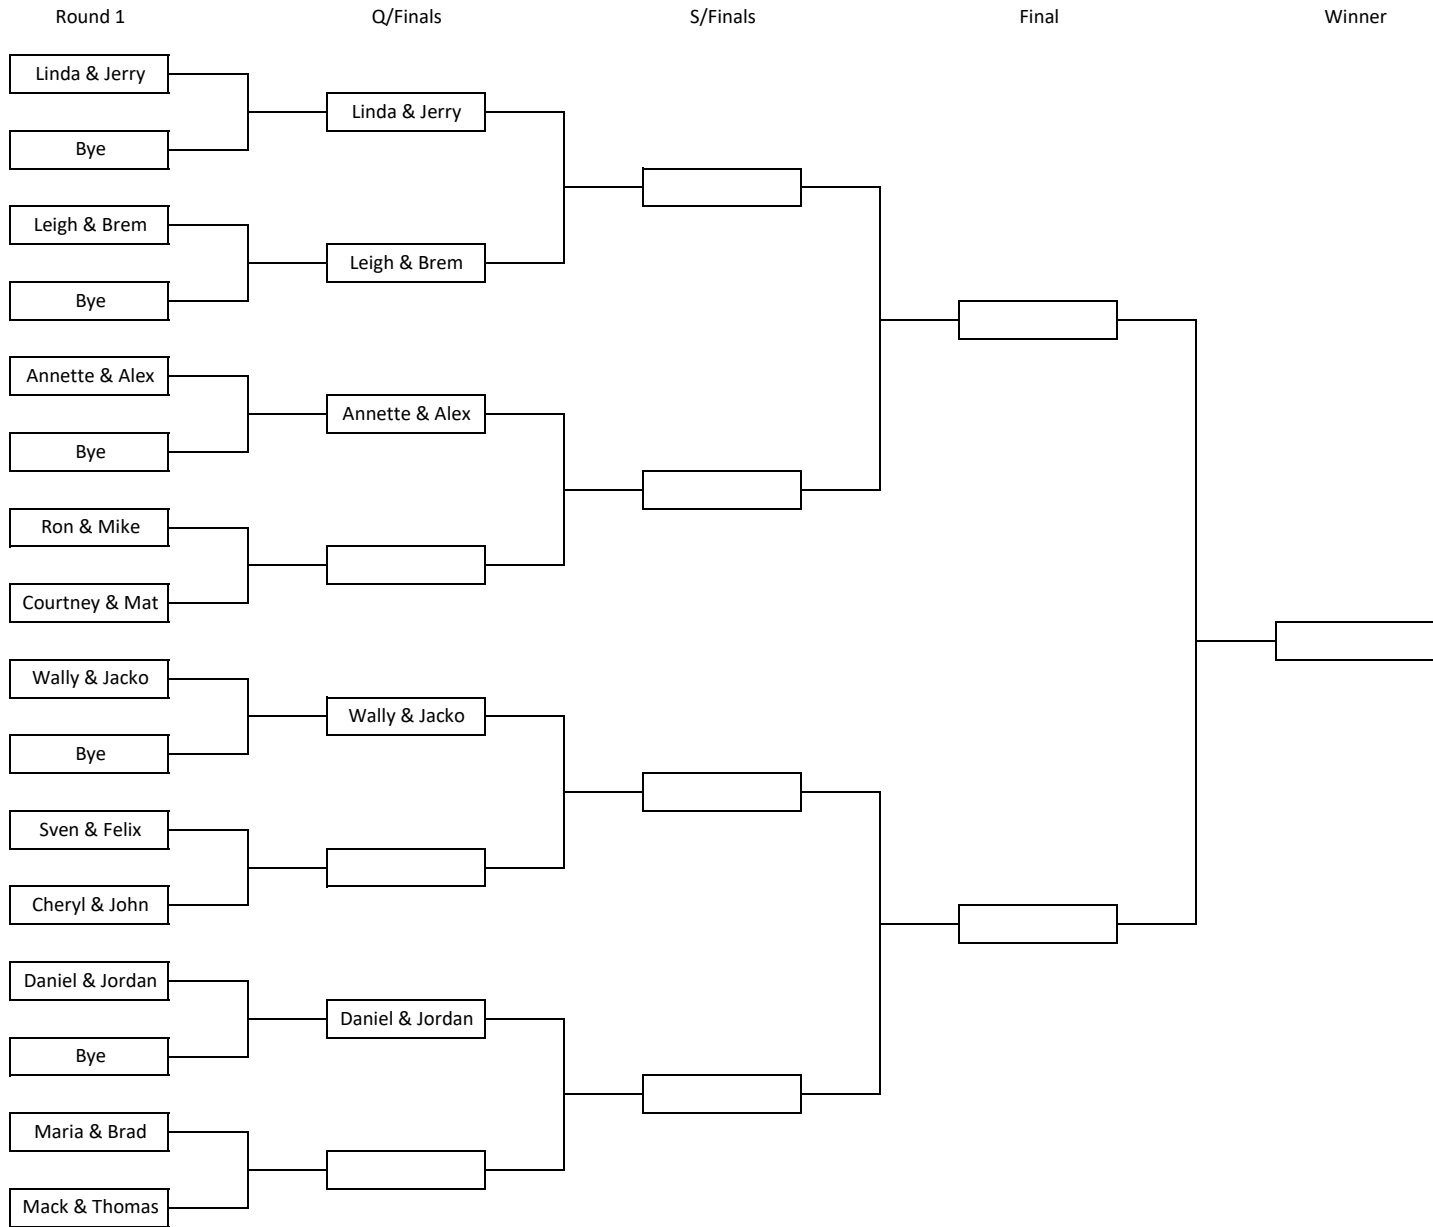 Round 1
Q/Finals
S/Finals
Final
Winner
Linda & Jerry
Bye
Linda & Jerry
Leigh & Brem
Bye
Leigh & Brem
Annette & Alex
Bye
Annette & Alex
Ron & Mike
Courtney & Mat
Wally & Jacko
Bye
Wally & Jacko
Sven & Felix
Cheryl & John
Daniel & Jordan
Bye
Daniel & Jordan
Maria & Brad
Mack & Thomas